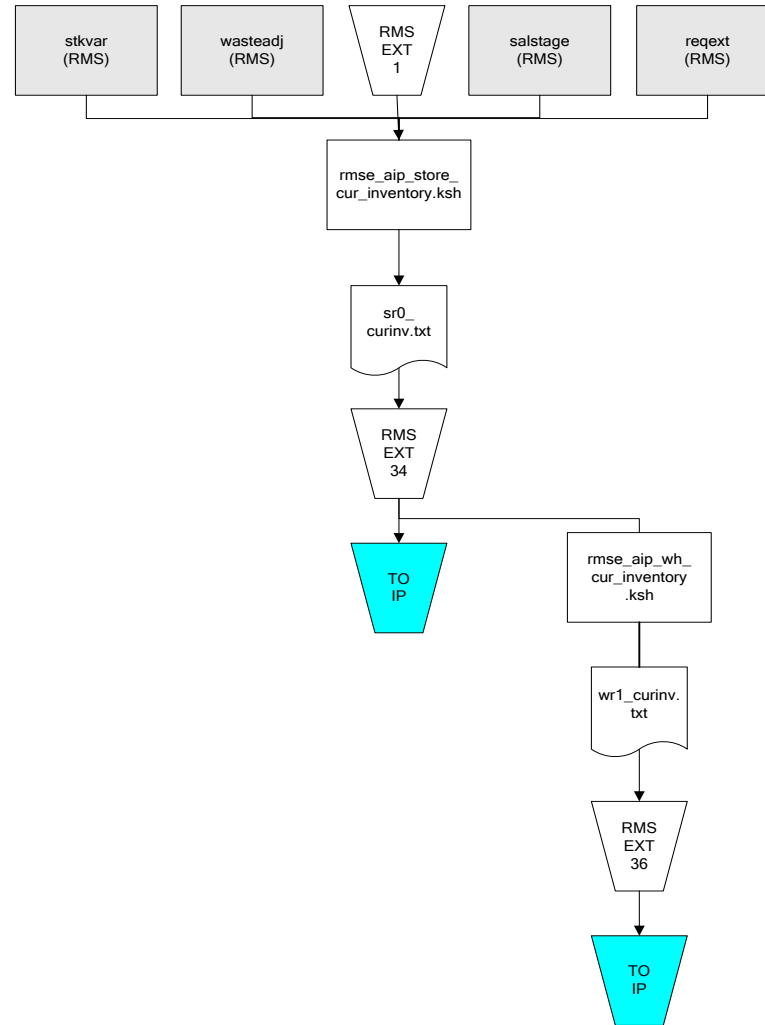 stkvar
(RMS)
wasteadj
(RMS)
RMS
EXT
1
salstage
(RMS)
reqext
(RMS)
rmse_aip_store_
cur_inventory.ksh
sr0_
curinv.txt
RMS
EXT
34
TO
IP
rmse_aip_wh_
cur_inventory
.ksh
wr1_curinv.
txt
RMS
EXT
36
TO
IP